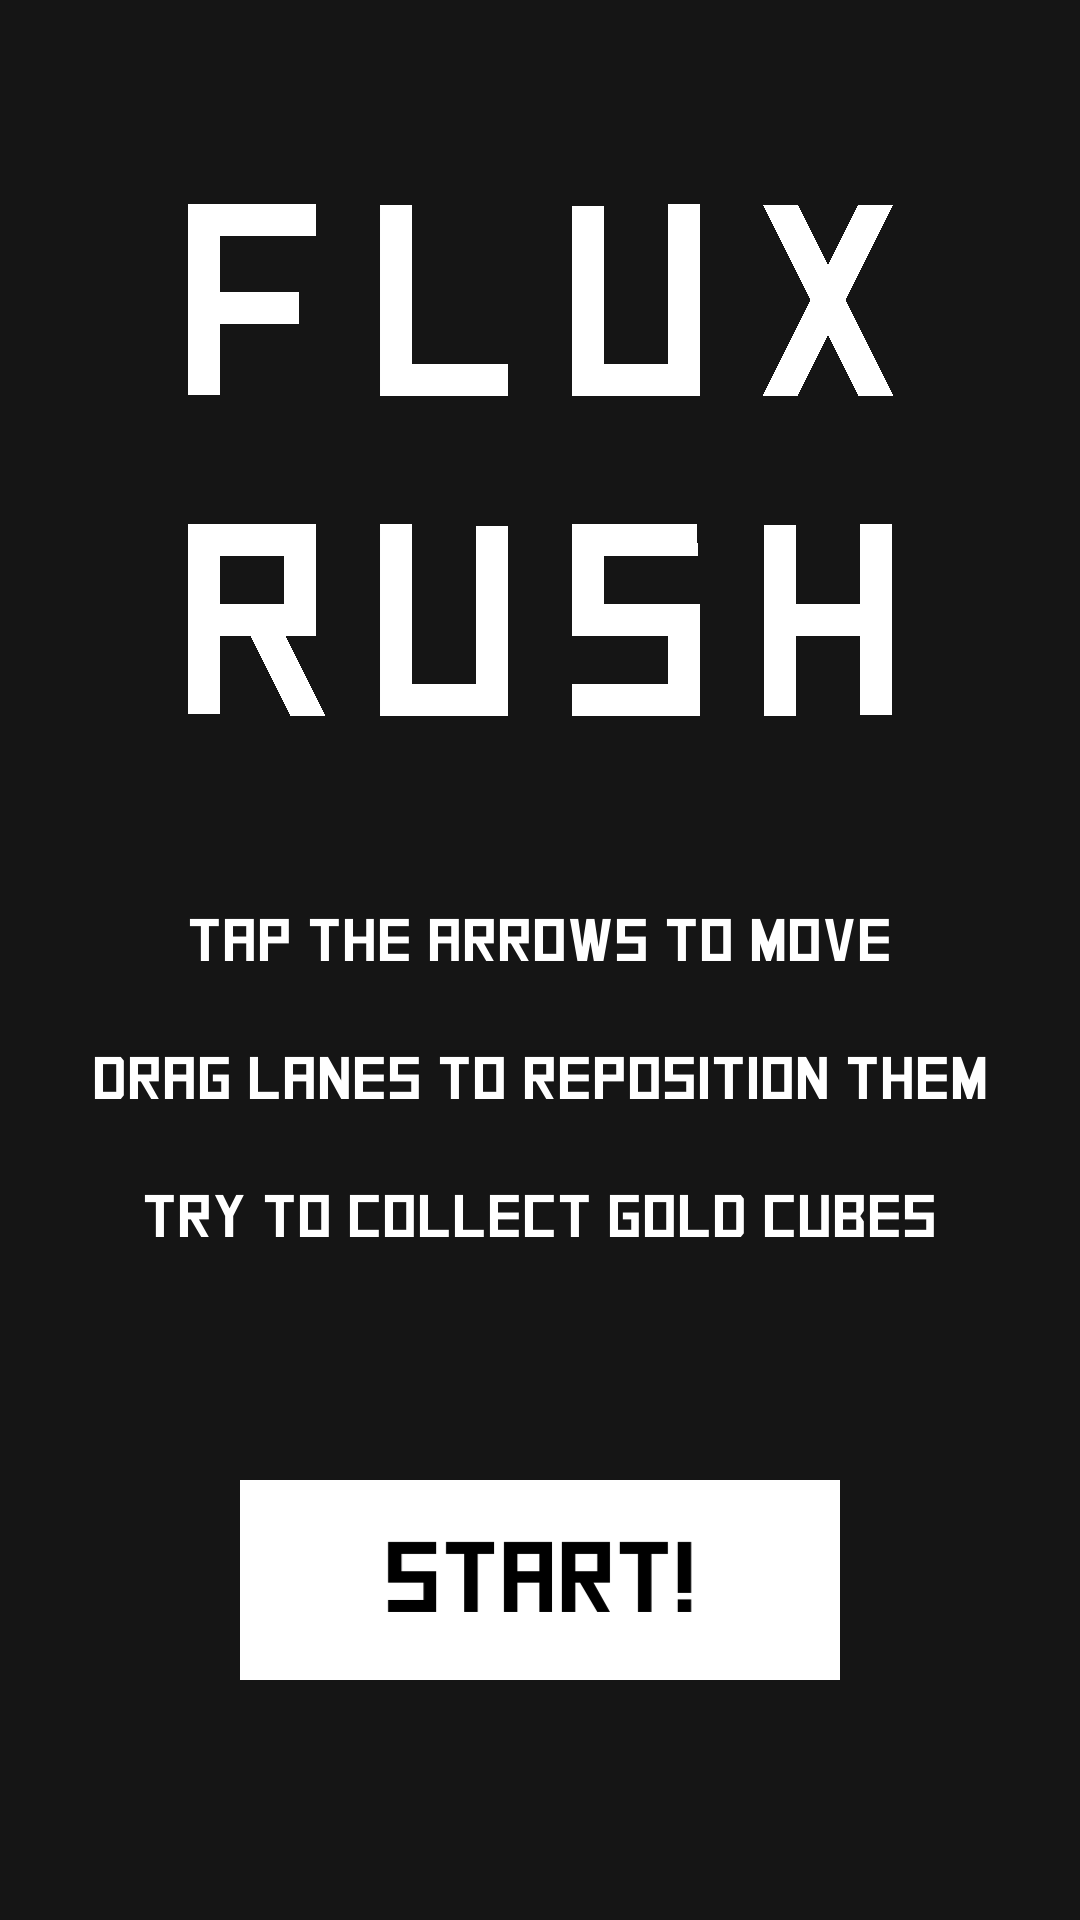 FLUX
RUSH
TAP THE ARROWS TO MOVE
DRAG LANES TO REPOSITION THEM
TRY TO COLLECT GOLD CUBES
START!